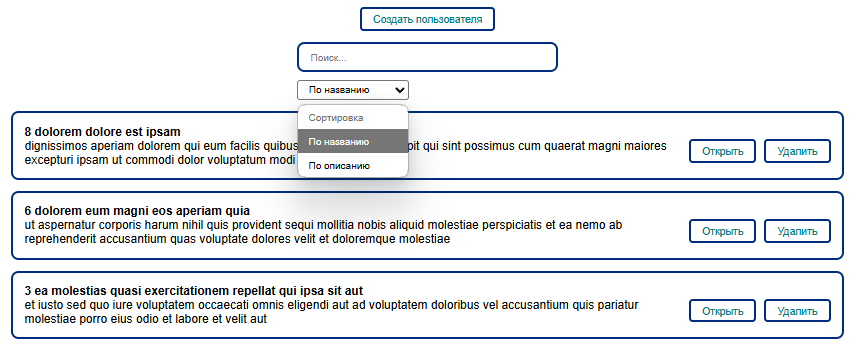 Создать пользователя
Поиск...
По названию
Сортировка
По названию
По описанию
8 dolorem dolore est ipsam
dignissimos aperiam dolorem qui eum facilis quibus pit qui sint possimus cum quaerat magni maiores
excepturi ipsam ut commodi dolor voluptatum modi
Открыть
Удалить
6 dolorem eum magni eos aperiam quia
ut aspernatur corporis harum nihil quis provident sequi mollitia nobis aliquid molestiae perspiciatis et ea nemo ab
reprehenderit accusantium quas voluptate dolores velit et doloremque molestiae
Открыть
Удалить
3 ea molestias quasi exercitationem repellat qui ipsa sit aut
et iusto sed quo iure voluptatem occaecati omnis eligendi aut ad voluptatem doloribus vel accusantium quis pariatur
molestiae porro eius odio et labore et velit aut
Открыть
Удалить